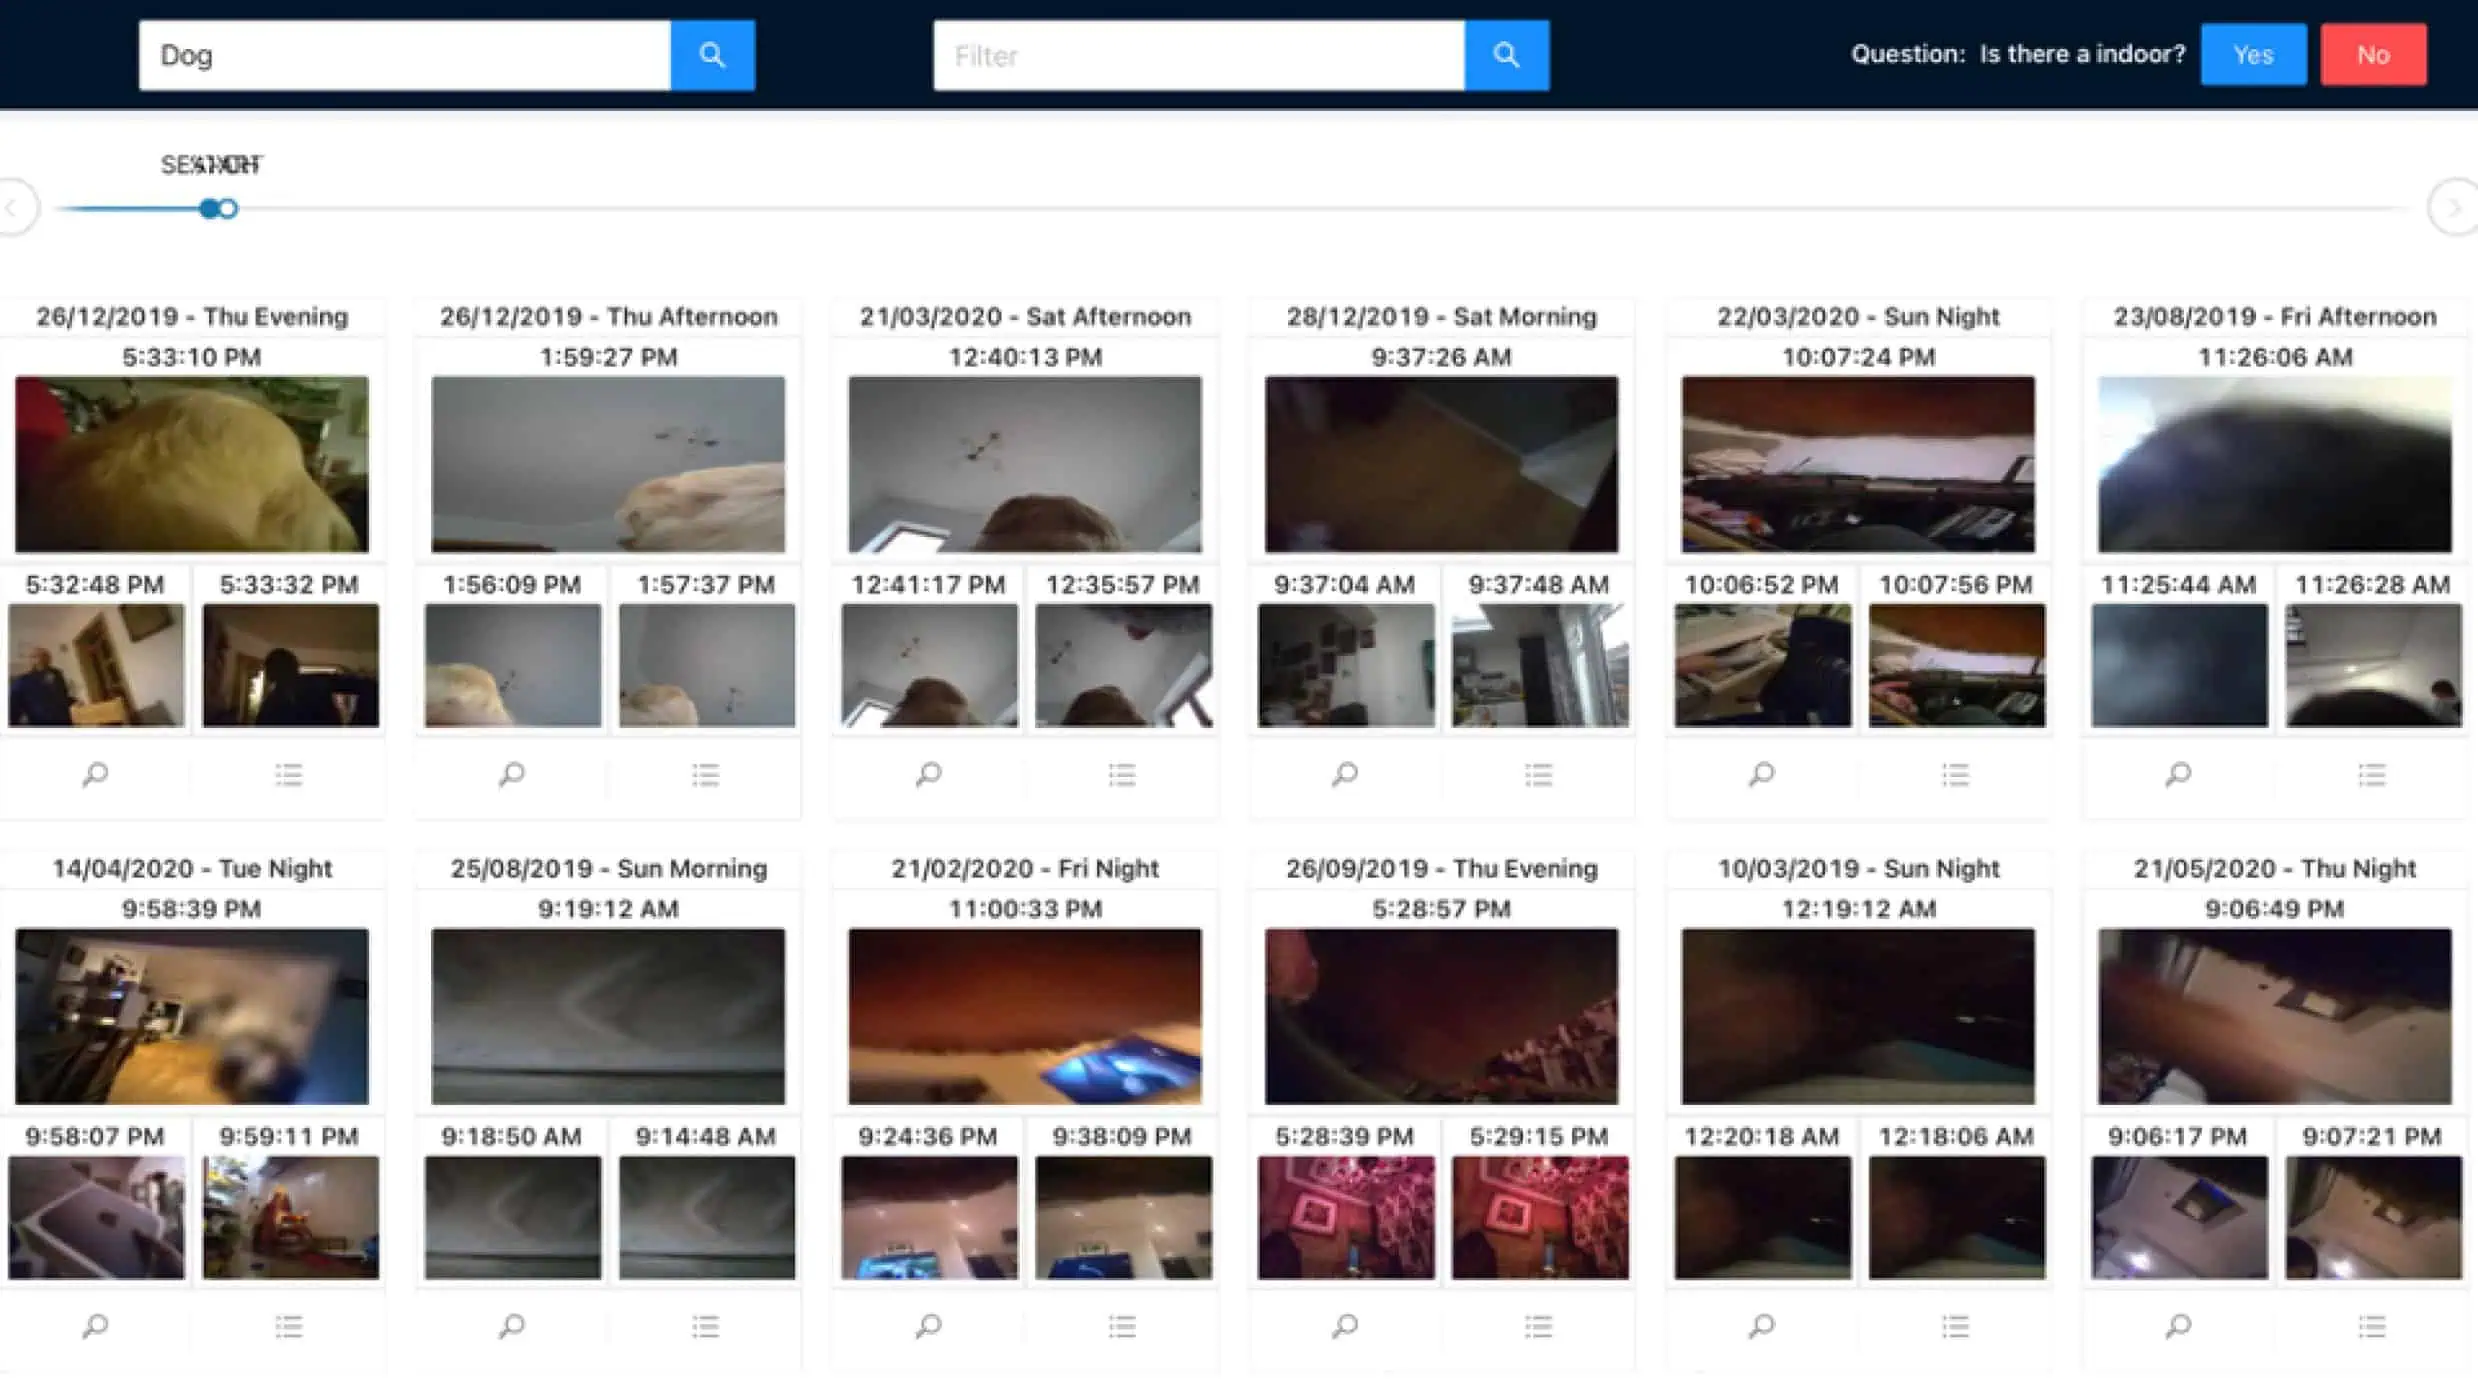 Dog
Filter
Question: Is there a indoor?
Yes
No
26/12/2019 - Thu Evening
5:33:10 PM
5:32:48 PM
5:33:32 PM
26/12/2019 - Thu Afternoon
1:59:27 PM
1:56:09 PM
1:57:37 PM
21/03/2020 - Sat Afternoon
12:40:13 PM
12:41:17 PM
12:35:57 PM
28/12/2019 - Sat Morning
9:37:26 AM
9:37:04 AM
9:37:48 AM
22/03/2020 - Sun Night
10:07:24 PM
10:06:52 PM
10:07:56 PM
23/08/2019 - Fri Afternoon
11:26:06 AM
11:25:44 AM
11:26:28 AM
14/04/2020 - Tue Night
9:58:39 PM
9:58:07 PM
9:59:11 PM
25/08/2019 - Sun Morning
9:19:12 AM
9:18:50 AM
9:14:48 AM
21/02/2020 - Fri Night
11:00:33 PM
9:24:36 PM
9:38:09 PM
26/09/2019 - Thu Evening
5:28:57 PM
5:28:39 PM
5:29:15 PM
10/03/2019 - Sun Night
12:19:12 AM
12:20:18 AM
12:18:06 AM
21/05/2020 - Thu Night
9:06:49 PM
9:06:17 PM
9:07:21 PM